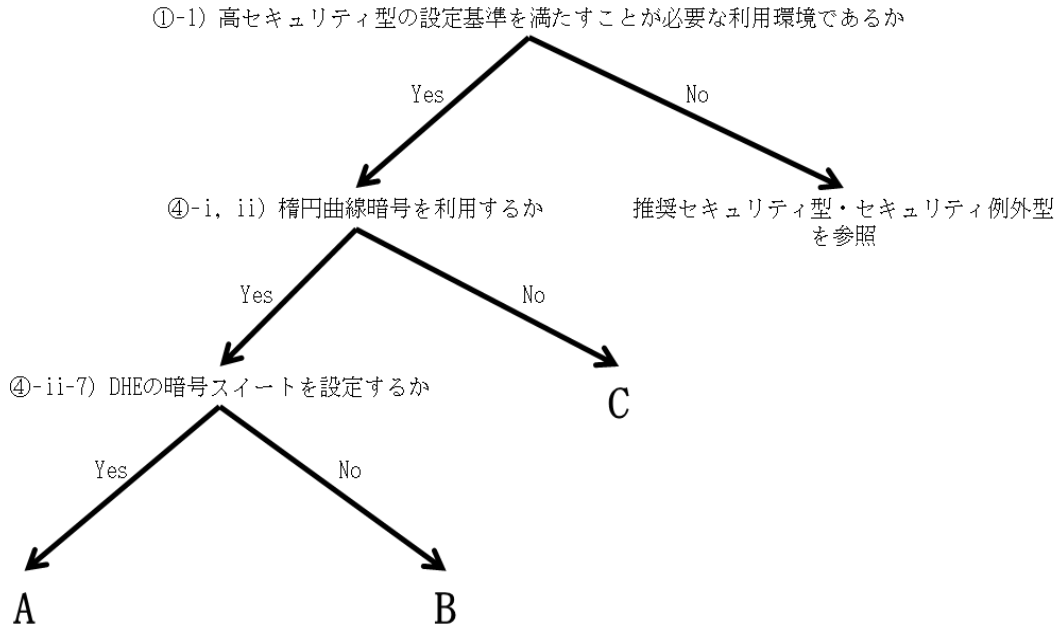 ①-1) 高セキュリティ型の設定基準を満たすことが必要な利用環境であるか
Yes
No
④-i, ii) 楕円曲線暗号を利用するか
推奨セキュリティ型・セキュリティ例外型
を参照
Yes
No
④-ii-7) DHEの暗号スイートを設定するか
C
Yes
No
A
B